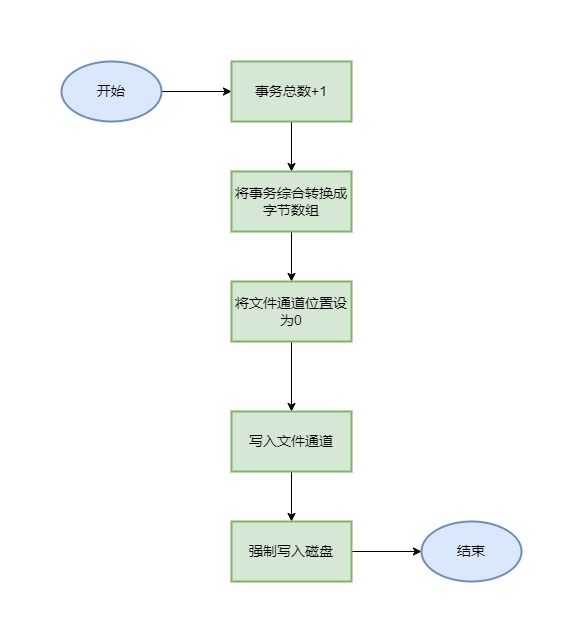 开始
事务总数+1
将事务综合转换成
字节数组
将文件通道位置设
为0
写入文件通道
强制写入磁盘
结束